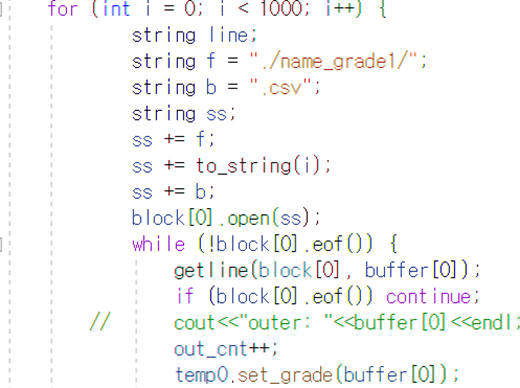 for (int i = 0; i < 1000; i++) {
string line;
string f = "./name_grade1/";
string b = ".csv";
string ss;
ss += f;
ss += to_string(i);
ss += b;
block[0].open(ss);
while (!block[0].eof()) {
getline(block[0], buffer[0]);
if (block[0].eof()) continue;
// cout<<"outer: "<<buffer[0]<<endl;
out_cnt++;
temp0.set_grade(buffer[0]);